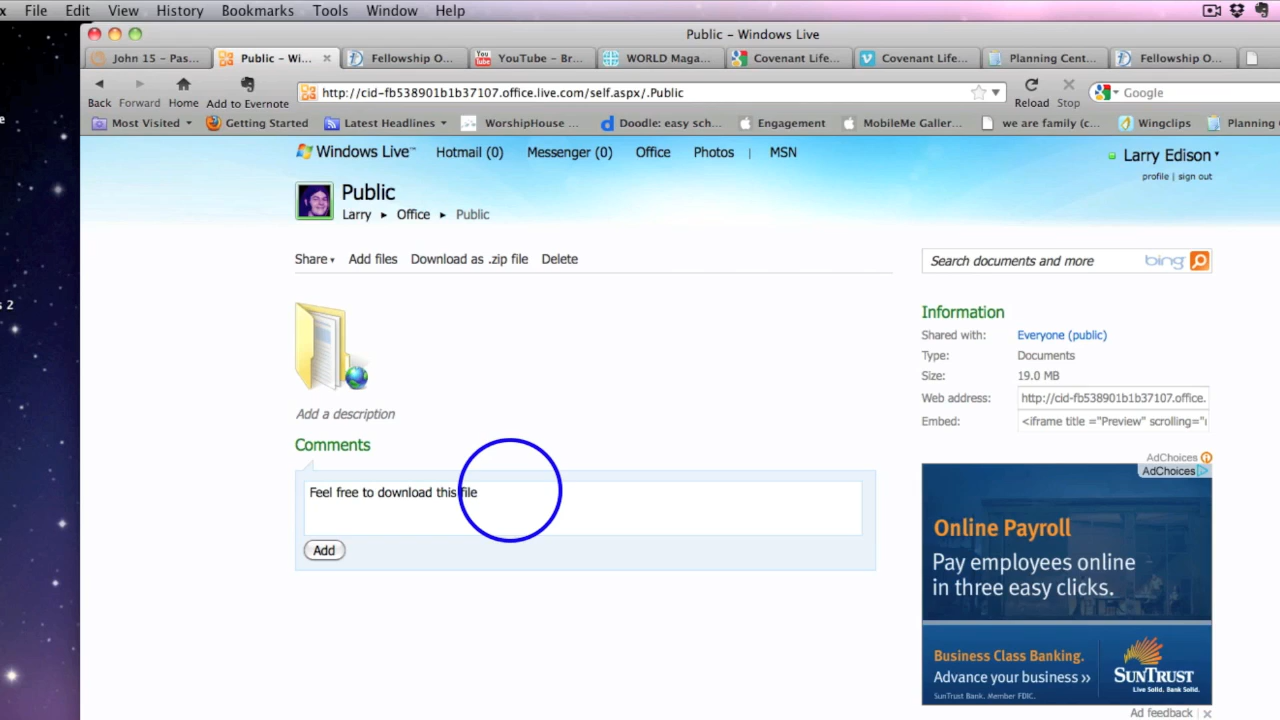 x File Edit View History Bookmarks Tools Window Help
Public – Windows Live
John 15 – Pas... Public – Wi... Fellowship O... YouTube – Br... WORLD Maga... Covenant Life... Covenant Life... Planning Cent... Fellowship O...
http://cid-fb538901b1b37107.office.live.com/self.aspx/.Public Google
Back Forward Home Add to Evernote Reload Stop
Most Visited Getting Started Latest Headlines WorshipHouse ... Doodle: easy sch... Engagement MobileMe Galler... we are family (c... Wingclips Planning
Windows Live™ Hotmail (0) Messenger (0) Office Photos | MSN
Larry Edison
profile | sign out
Public
Larry ▸ Office ▸ Public
Share Add files Download as .zip file Delete
Search documents and more bing
s 2
Add a description
Comments
Feel free to download this file
Add
Information
Shared with: Everyone (public)
Type: Documents
Size: 19.0 MB
Web address: http://cid-fb538901b1b37107.office.
Embed: <iframe title ="Preview" scrolling="
AdChoices
AdChoices
Online Payroll
Pay employees online
in three easy clicks.
Business Class Banking.
Advance your business »
SunTrust Bank, Member FDIC.
SUNTRUST
Live Solid. Bank Solid.
Ad feedback |